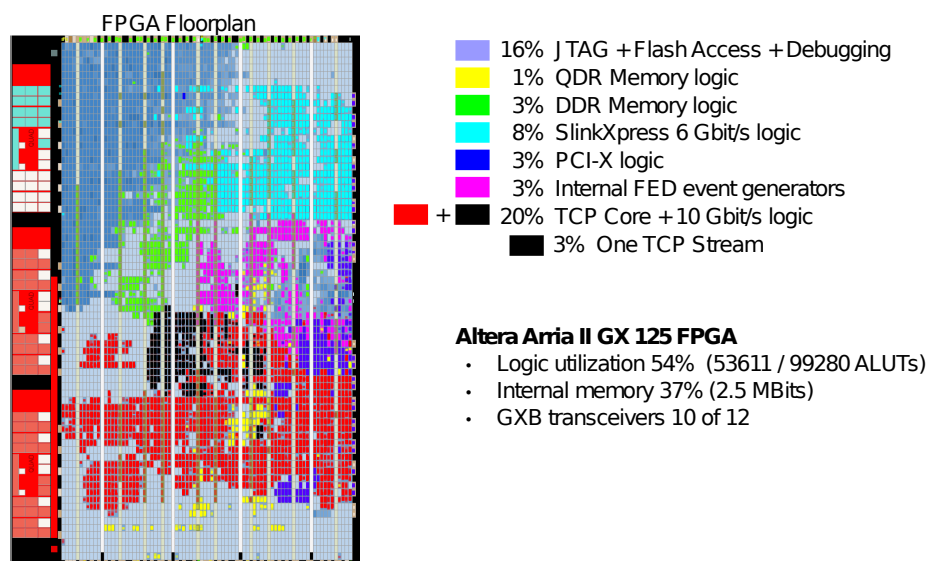 FPGA Floorplan
16% JTAG + Flash Access + Debugging
1% QDR Memory logic
3% DDR Memory logic
8% SlinkXpress 6 Gbit/s logic
3% PCI-X logic
3% Internal FED event generators
+ 20% TCP Core + 10 Gbit/s logic
3% One TCP Stream
Altera Arria II GX 125 FPGA
• Logic utilization 54% (53611 / 99280 ALUTs)
• Internal memory 37% (2.5 MBits)
• GXB transceivers 10 of 12